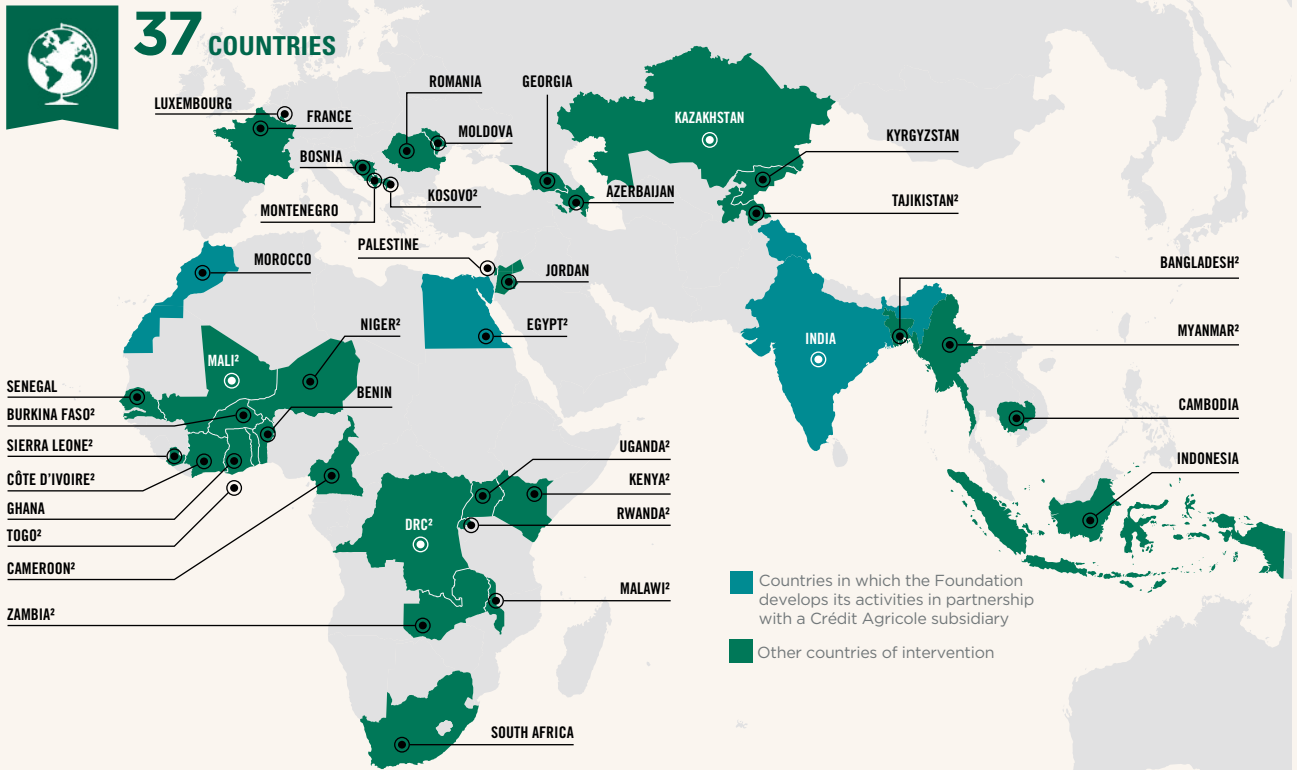 37 COUNTRIES
LUXEMBOURG
FRANCE
ROMANIA
GEORGIA
MOLDOVA
BOSNIA
KOSOVO²
MONTENEGRO
AZERBAIJAN
KAZAKHSTAN
KYRGYZSTAN
TAJIKISTAN²
PALESTINE
JORDAN
MOROCCO
EGYPT²
BANGLADESH²
INDIA
MYANMAR²
CAMBODIA
INDONESIA
NIGER²
MALI²
BENIN
SENEGAL
BURKINA FASO²
SIERRA LEONE²
CÔTE D'IVOIRE²
GHANA
TOGO²
CAMEROON²
ZAMBIA²
UGANDA²
KENYA²
RWANDA²
DRC²
MALAWI²
SOUTH AFRICA
Countries in which the Foundation
develops its activities in partnership
with a Crédit Agricole subsidiary
Other countries of intervention